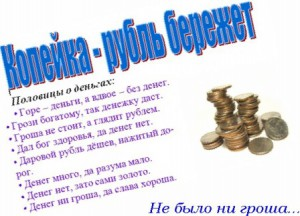 Копейка - рубль бережет
Половицы о деньгах:
• Горе – деньги, а вдвое – без денег.
• Грози богатому, так денежку даст.
• Гроша не стоит, а глядит рублем.
• Дал бог здоровья, да денег нет.
• Даровой рубль дёшев, нажитый до-
рог.
• Денег много, да разума мало.
• Денег нет, зато сами золото.
• Денег ни гроша, да слава хороша.
Не было ни гроша...